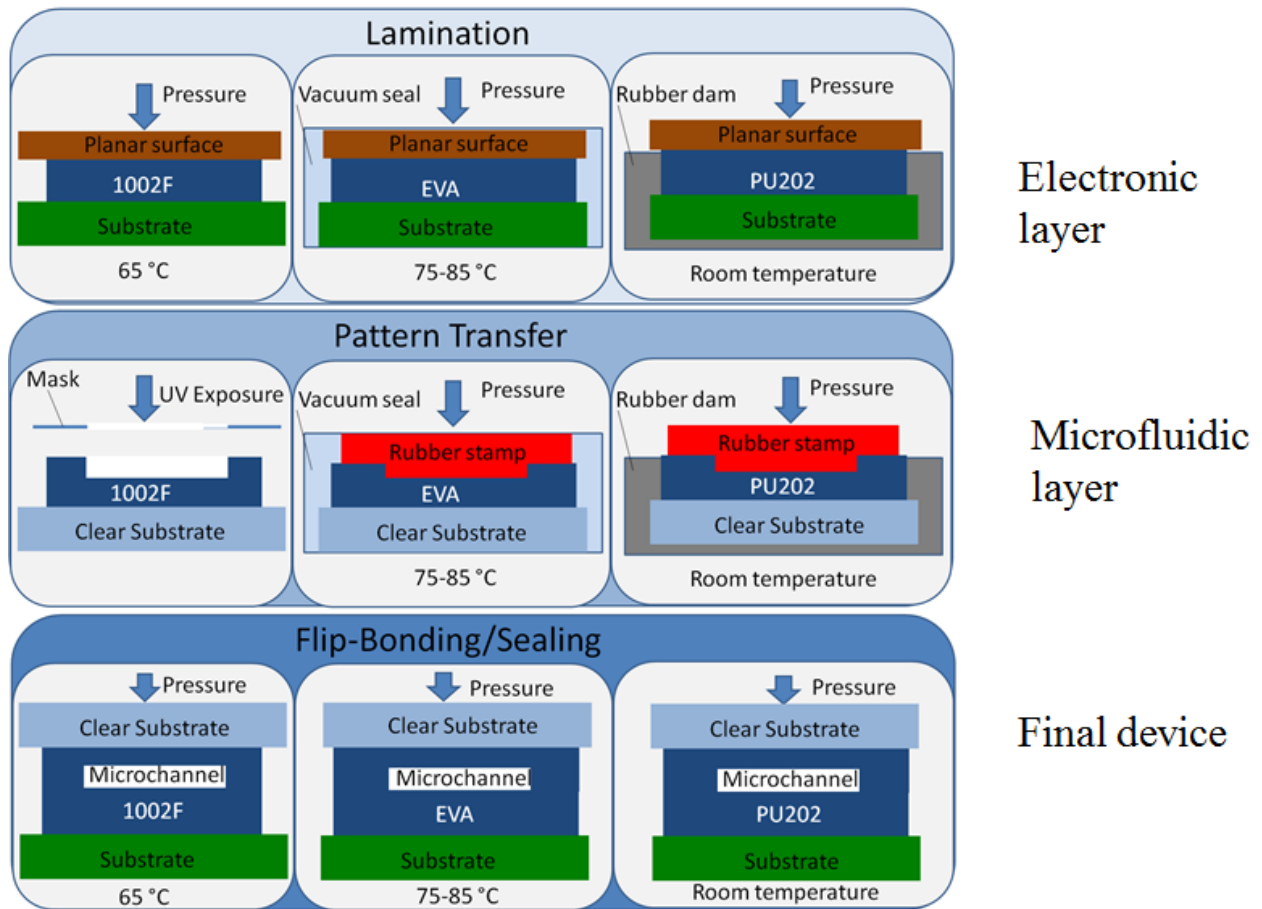 Lamination
Pressure
Planar surface
1002F
Substrate
65 °C
Vacuum seal
Pressure
Planar surface
EVA
Substrate
75-85 °C
Rubber dam
Pressure
Planar surface
PU202
Substrate
Room temperature
Electronic
layer
Pattern Transfer
Mask
UV Exposure
1002F
Clear Substrate
Vacuum seal
Pressure
Rubber stamp
EVA
Clear Substrate
75-85 °C
Rubber dam
Pressure
Rubber stamp
PU202
Clear Substrate
Room temperature
Microfluidic
layer
Flip-Bonding/Sealing
Pressure
Clear Substrate
Microchannel
1002F
Substrate
65 °C
Pressure
Clear Substrate
Microchannel
EVA
Substrate
75-85 °C
Pressure
Clear Substrate
Microchannel
PU202
Substrate
Room temperature
Final device